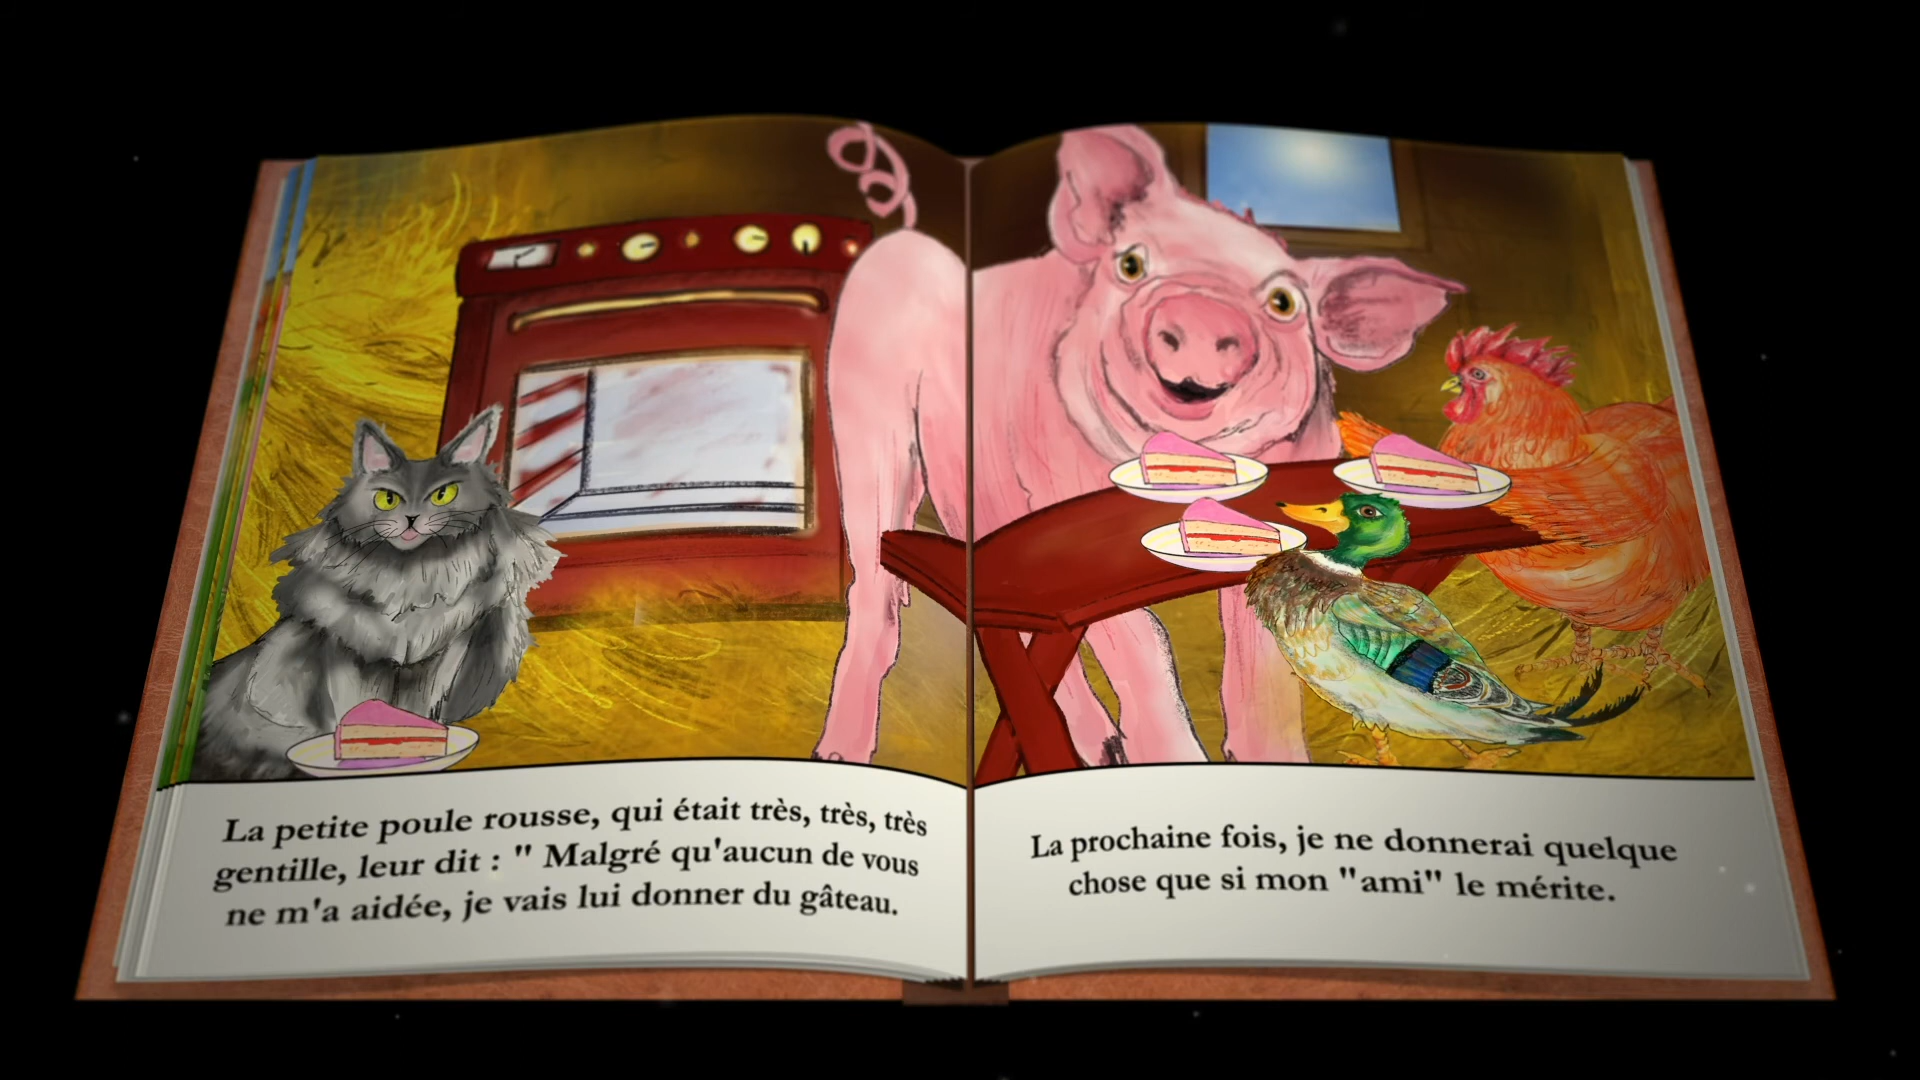 La petite poule rousse, qui était très, très, très
gentille, leur dit : " Malgré qu'aucun de vous
ne m'a aidée, je vais lui donner du gâteau.
La prochaine fois, je ne donnerai quelque
chose que si mon "ami" le mérite.